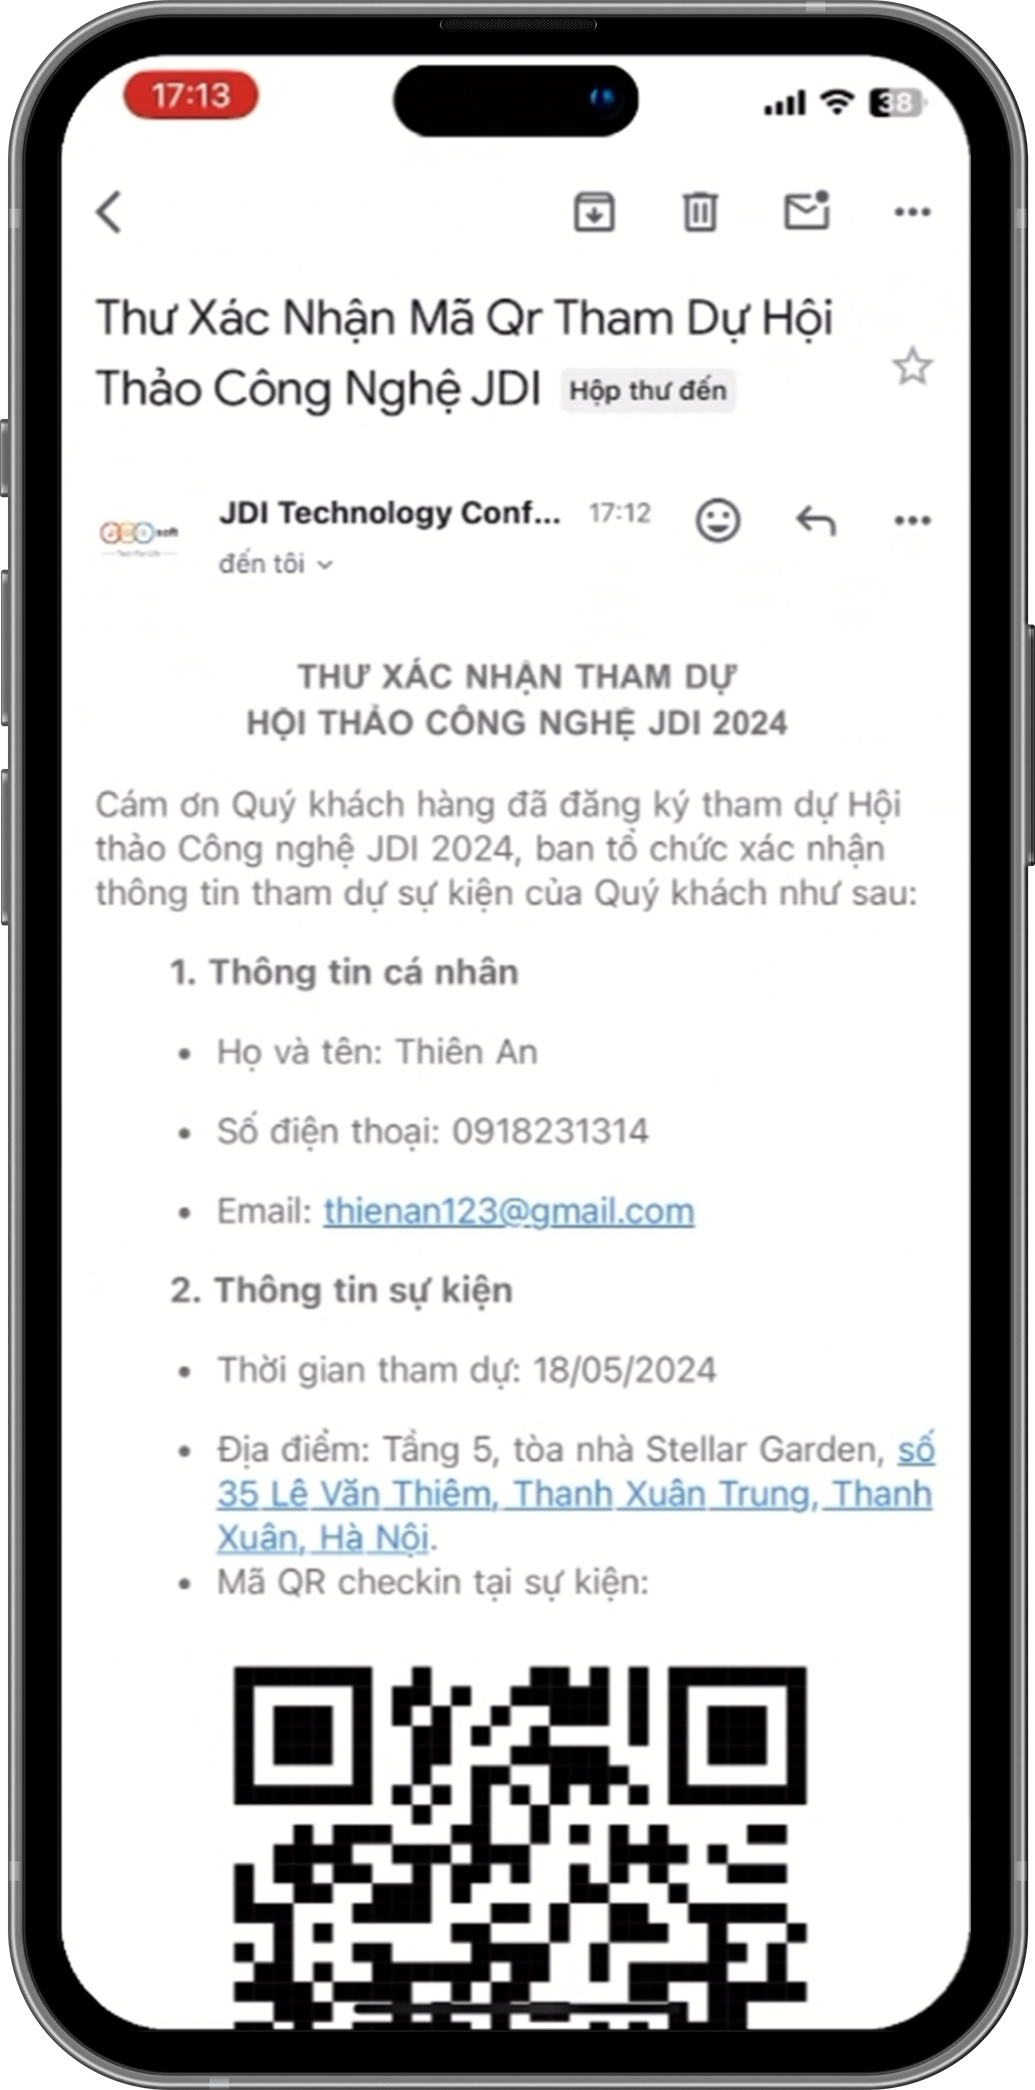 17:13
38
Thư Xác Nhận Mã Qr Tham Dự Hội
Thảo Công Nghệ JDI Hộp thư đến
JDI Technology Conf... 17:12
soft
đến tôi
THƯ XÁC NHẬN THAM DỰ
HỘI THẢO CÔNG NGHỆ JDI 2024
Cám ơn Quý khách hàng đã đăng ký tham dự Hội
thảo Công nghệ JDI 2024, ban tổ chức xác nhận
thông tin tham dự sự kiện của Quý khách như sau:
1. Thông tin cá nhân
• Họ và tên: Thiên An
• Số điện thoại: 0918231314
• Email: thienan123@gmail.com
2. Thông tin sự kiện
• Thời gian tham dự: 18/05/2024
• Địa điểm: Tầng 5, tòa nhà Stellar Garden, số
35 Lê Văn Thiêm, Thanh Xuân Trung, Thanh
Xuân, Hà Nội.
• Mã QR checkin tại sự kiện: